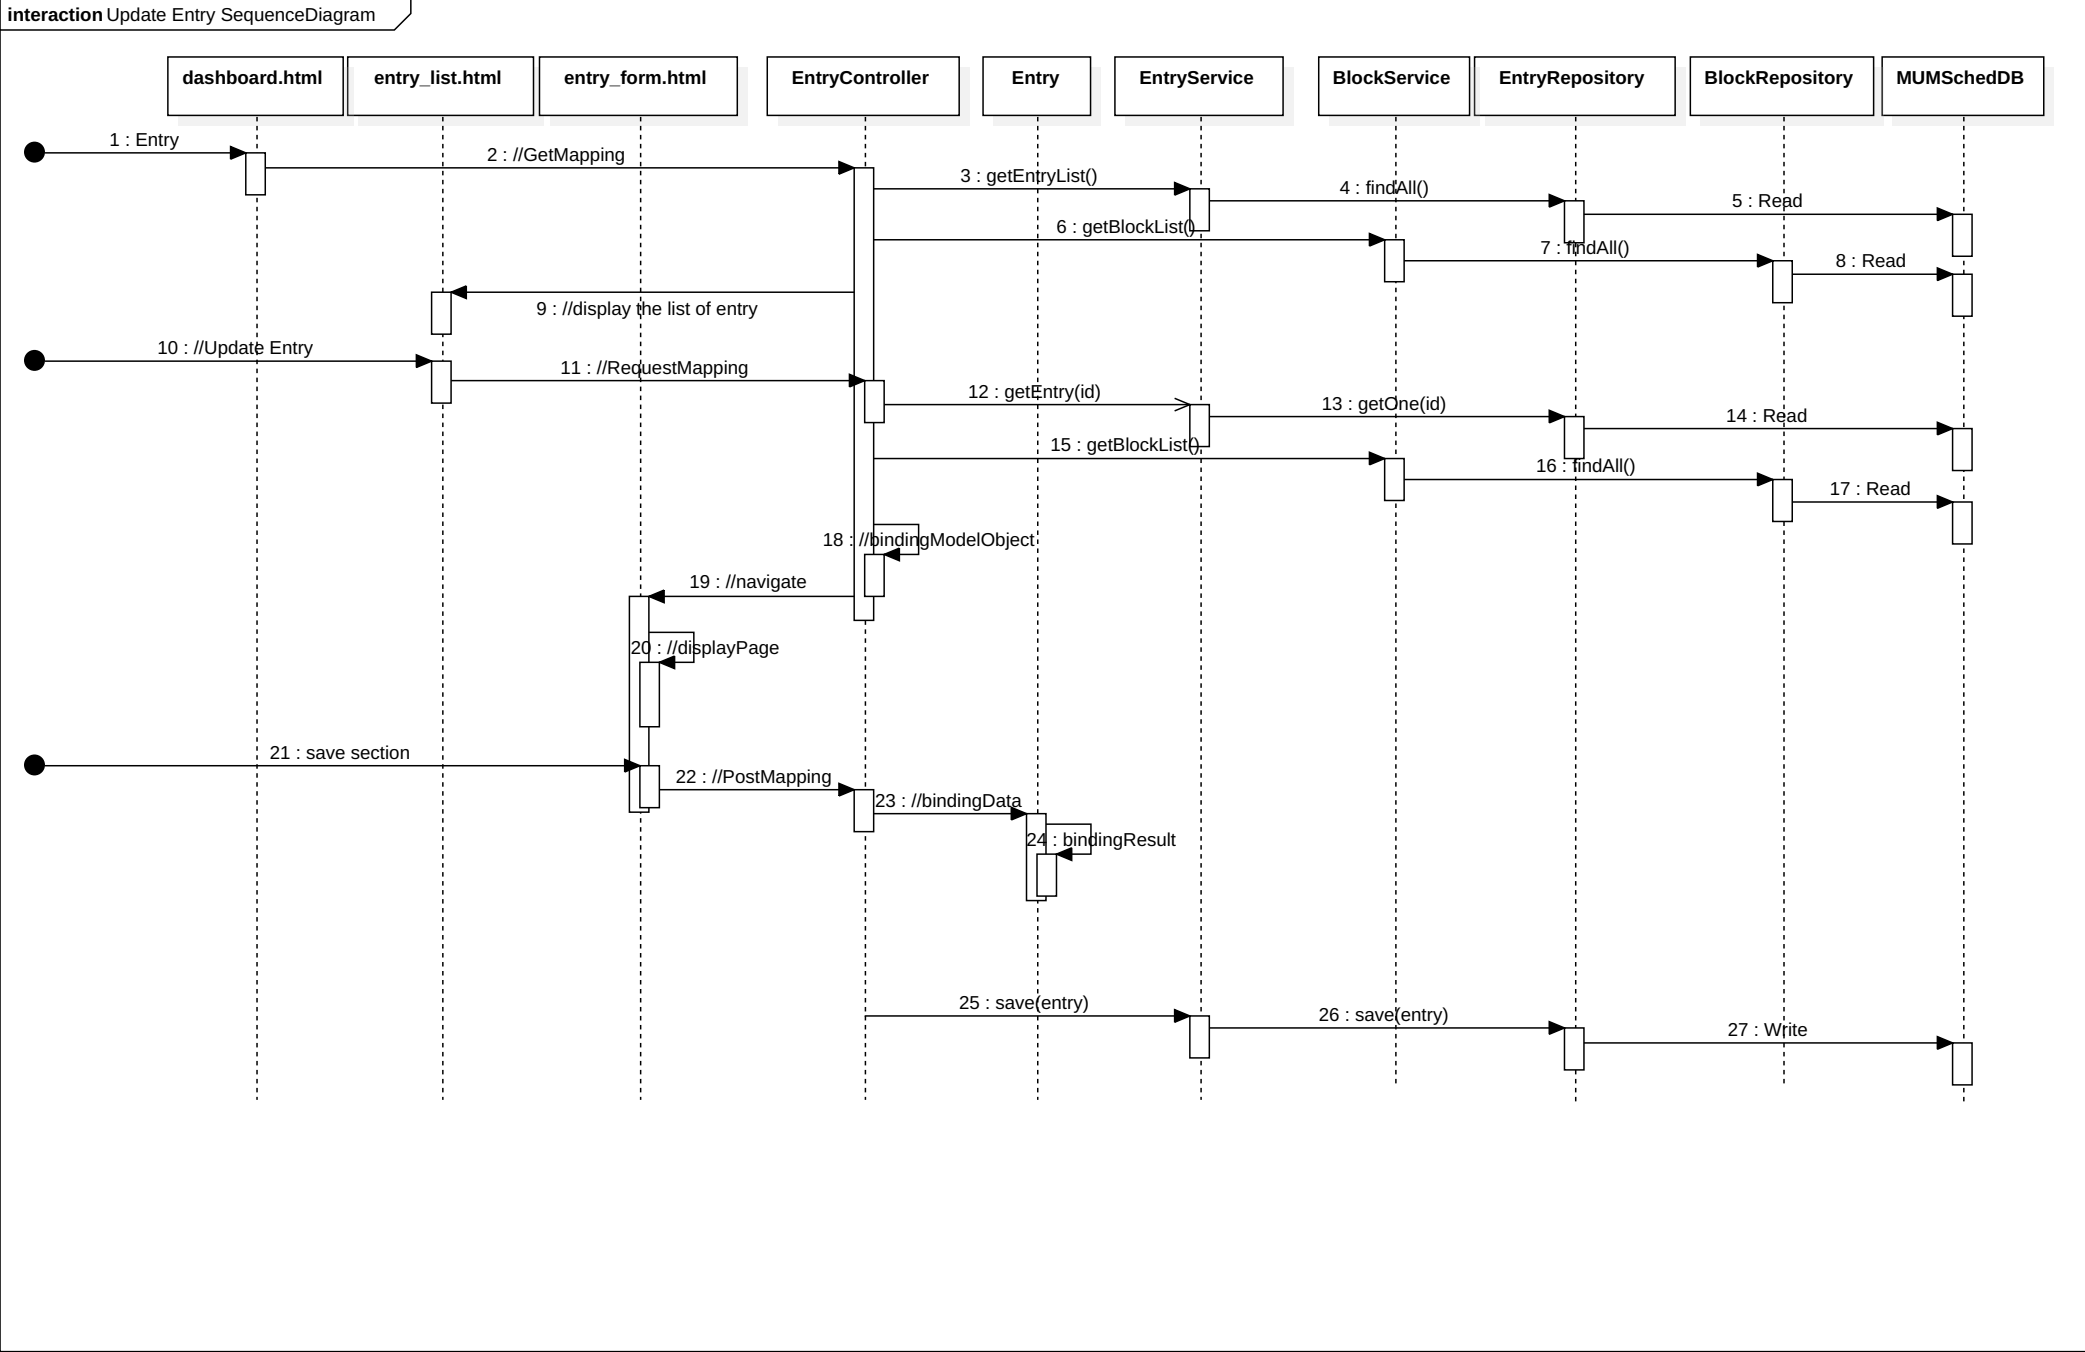 interaction Update Entry SequenceDiagram
dashboard.html
entry_list.html
entry_form.html
EntryController
Entry
EntryService
BlockService
EntryRepository
BlockRepository
MUMSchedDB
1 : Entry
2 : //GetMapping
3 : getEntryList()
4 : findAll()
5 : Read
6 : getBlockList()
7 : findAll()
8 : Read
9 : //display the list of entry
10 : //Update Entry
11 : //RequestMapping
12 : getEntry(id)
13 : getOne(id)
14 : Read
15 : getBlockList()
16 : findAll()
17 : Read
18 : //bindingModelObject
19 : //navigate
20 : //displayPage
21 : save section
22 : //PostMapping
23 : //bindingData
24 : bindingResult
25 : save(entry)
26 : save(entry)
27 : Write